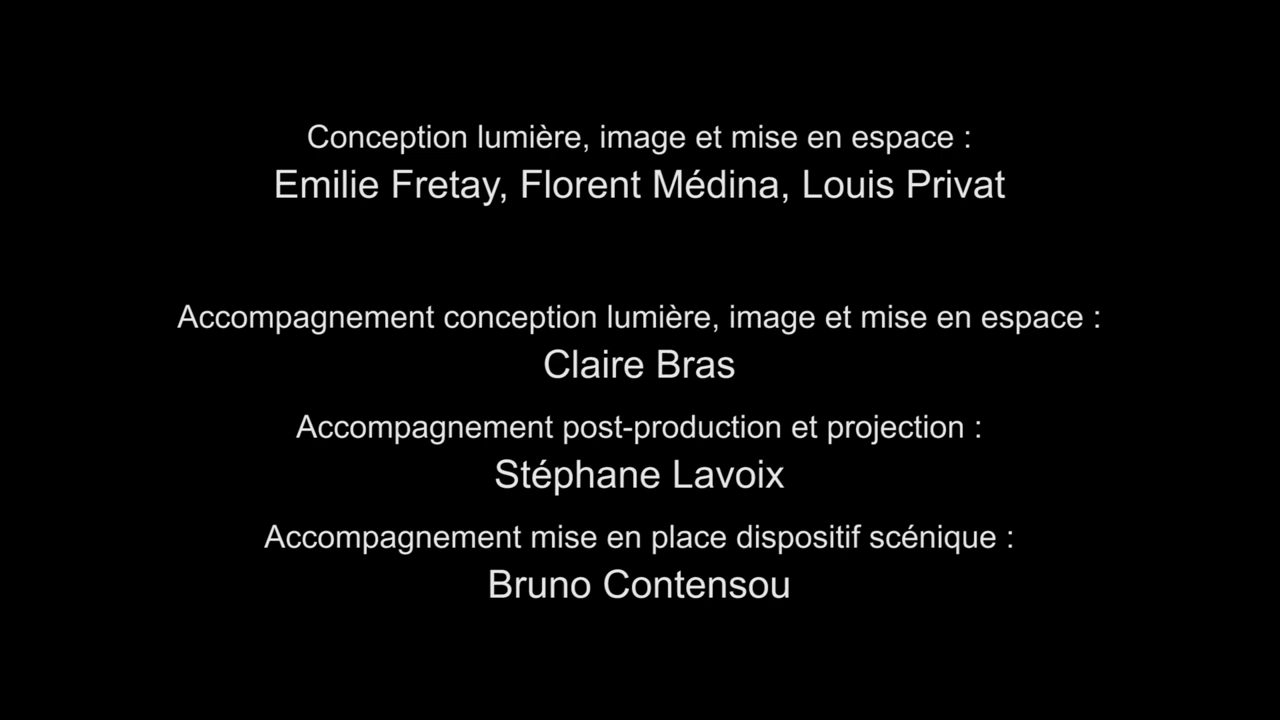 Conception lumière, image et mise en espace :
Emilie Fretay, Florent Médina, Louis Privat
Accompagnement conception lumière, image et mise en espace :
Claire Bras
Accompagnement post-production et projection :
Stéphane Lavoix
Accompagnement mise en place dispositif scénique :
Bruno Contensou